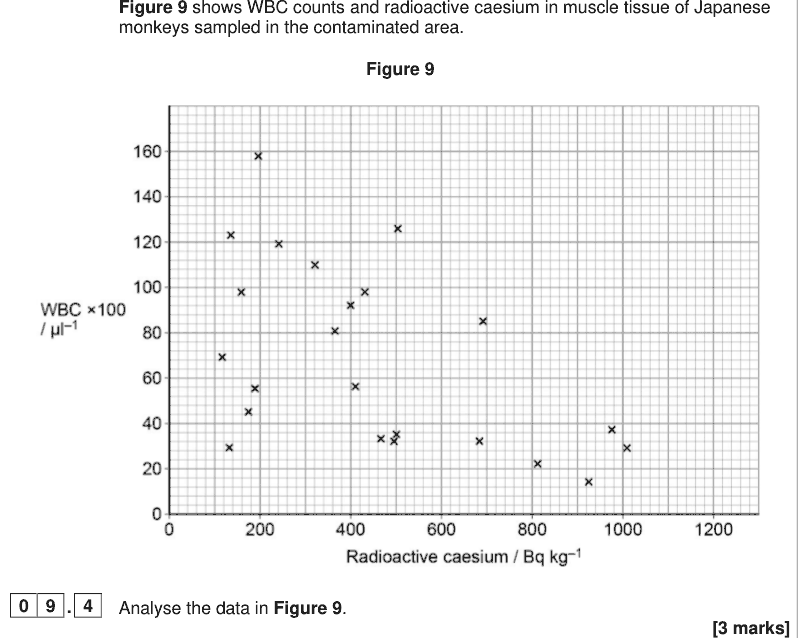 Figure 9 shows WBC counts and radioactive caesium in muscle tissue of Japanese
monkeys sampled in the contaminated area.
Figure 9
160
140
120
100
WBC ×100
/ µl⁻¹
80
60
40
20
0
0 200 400 600 800 1000 1200
Radioactive caesium / Bq kg⁻¹
0 9 . 4 Analyse the data in Figure 9.
[3 marks]